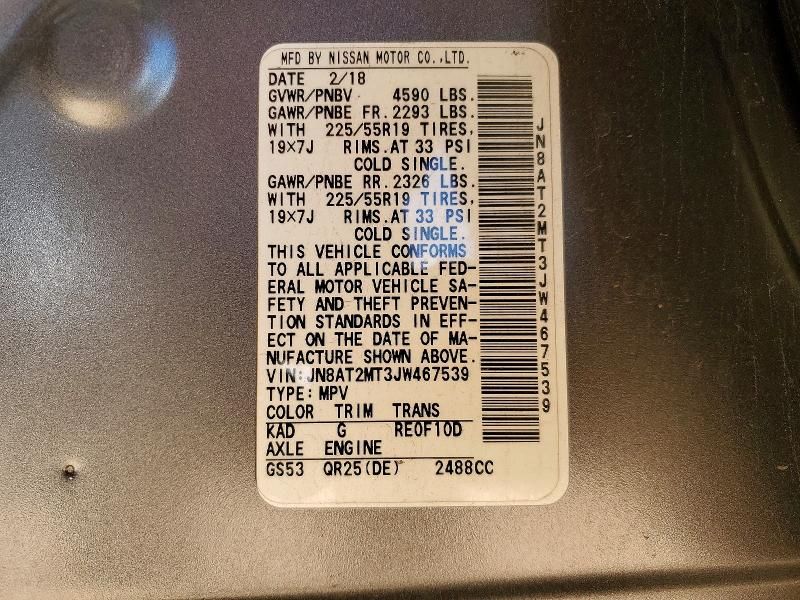 MFD BY NISSAN MOTOR CO.,LTD.
DATE 2/18
GVWR/PNBV 4590 LBS.
GAWR/PNBE FR. 2293 LBS.
WITH 225/55R19 TIRES,
19×7J RIMS.AT 33 PSI
COLD SINGLE.
GAWR/PNBE RR. 2326 LBS.
WITH 225/55R19 TIRES,
19×7J RIMS.AT 33 PSI
COLD SINGLE.
THIS VEHICLE CONFORMS
TO ALL APPLICABLE FED-
ERAL MOTOR VEHICLE SA-
FETY AND THEFT PREVEN-
TION STANDARDS IN EFF-
ECT ON THE DATE OF MA-
NUFACTURE SHOWN ABOVE.
VIN:JN8AT2MT3JW467539
TYPE: MPV
COLOR TRIM TRANS
KAD G RE0F10D
AXLE ENGINE
GS53 QR25(DE) 2488CC
JN8AT2MT3JW467539